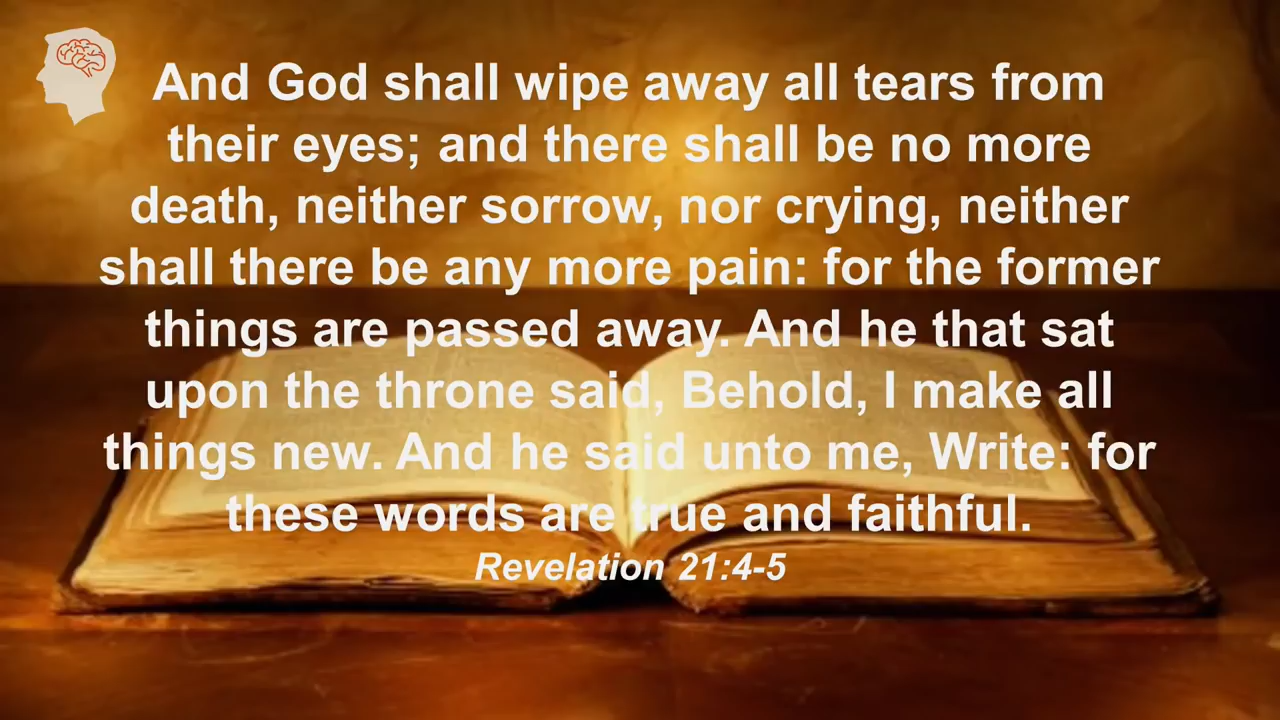 And God shall wipe away all tears from
their eyes; and there shall be no more
death, neither sorrow, nor crying, neither
shall there be any more pain: for the former
things are passed away. And he that sat
upon the throne said, Behold, I make all
things new. And he said unto me, Write: for
these words are true and faithful.
Revelation 21:4-5